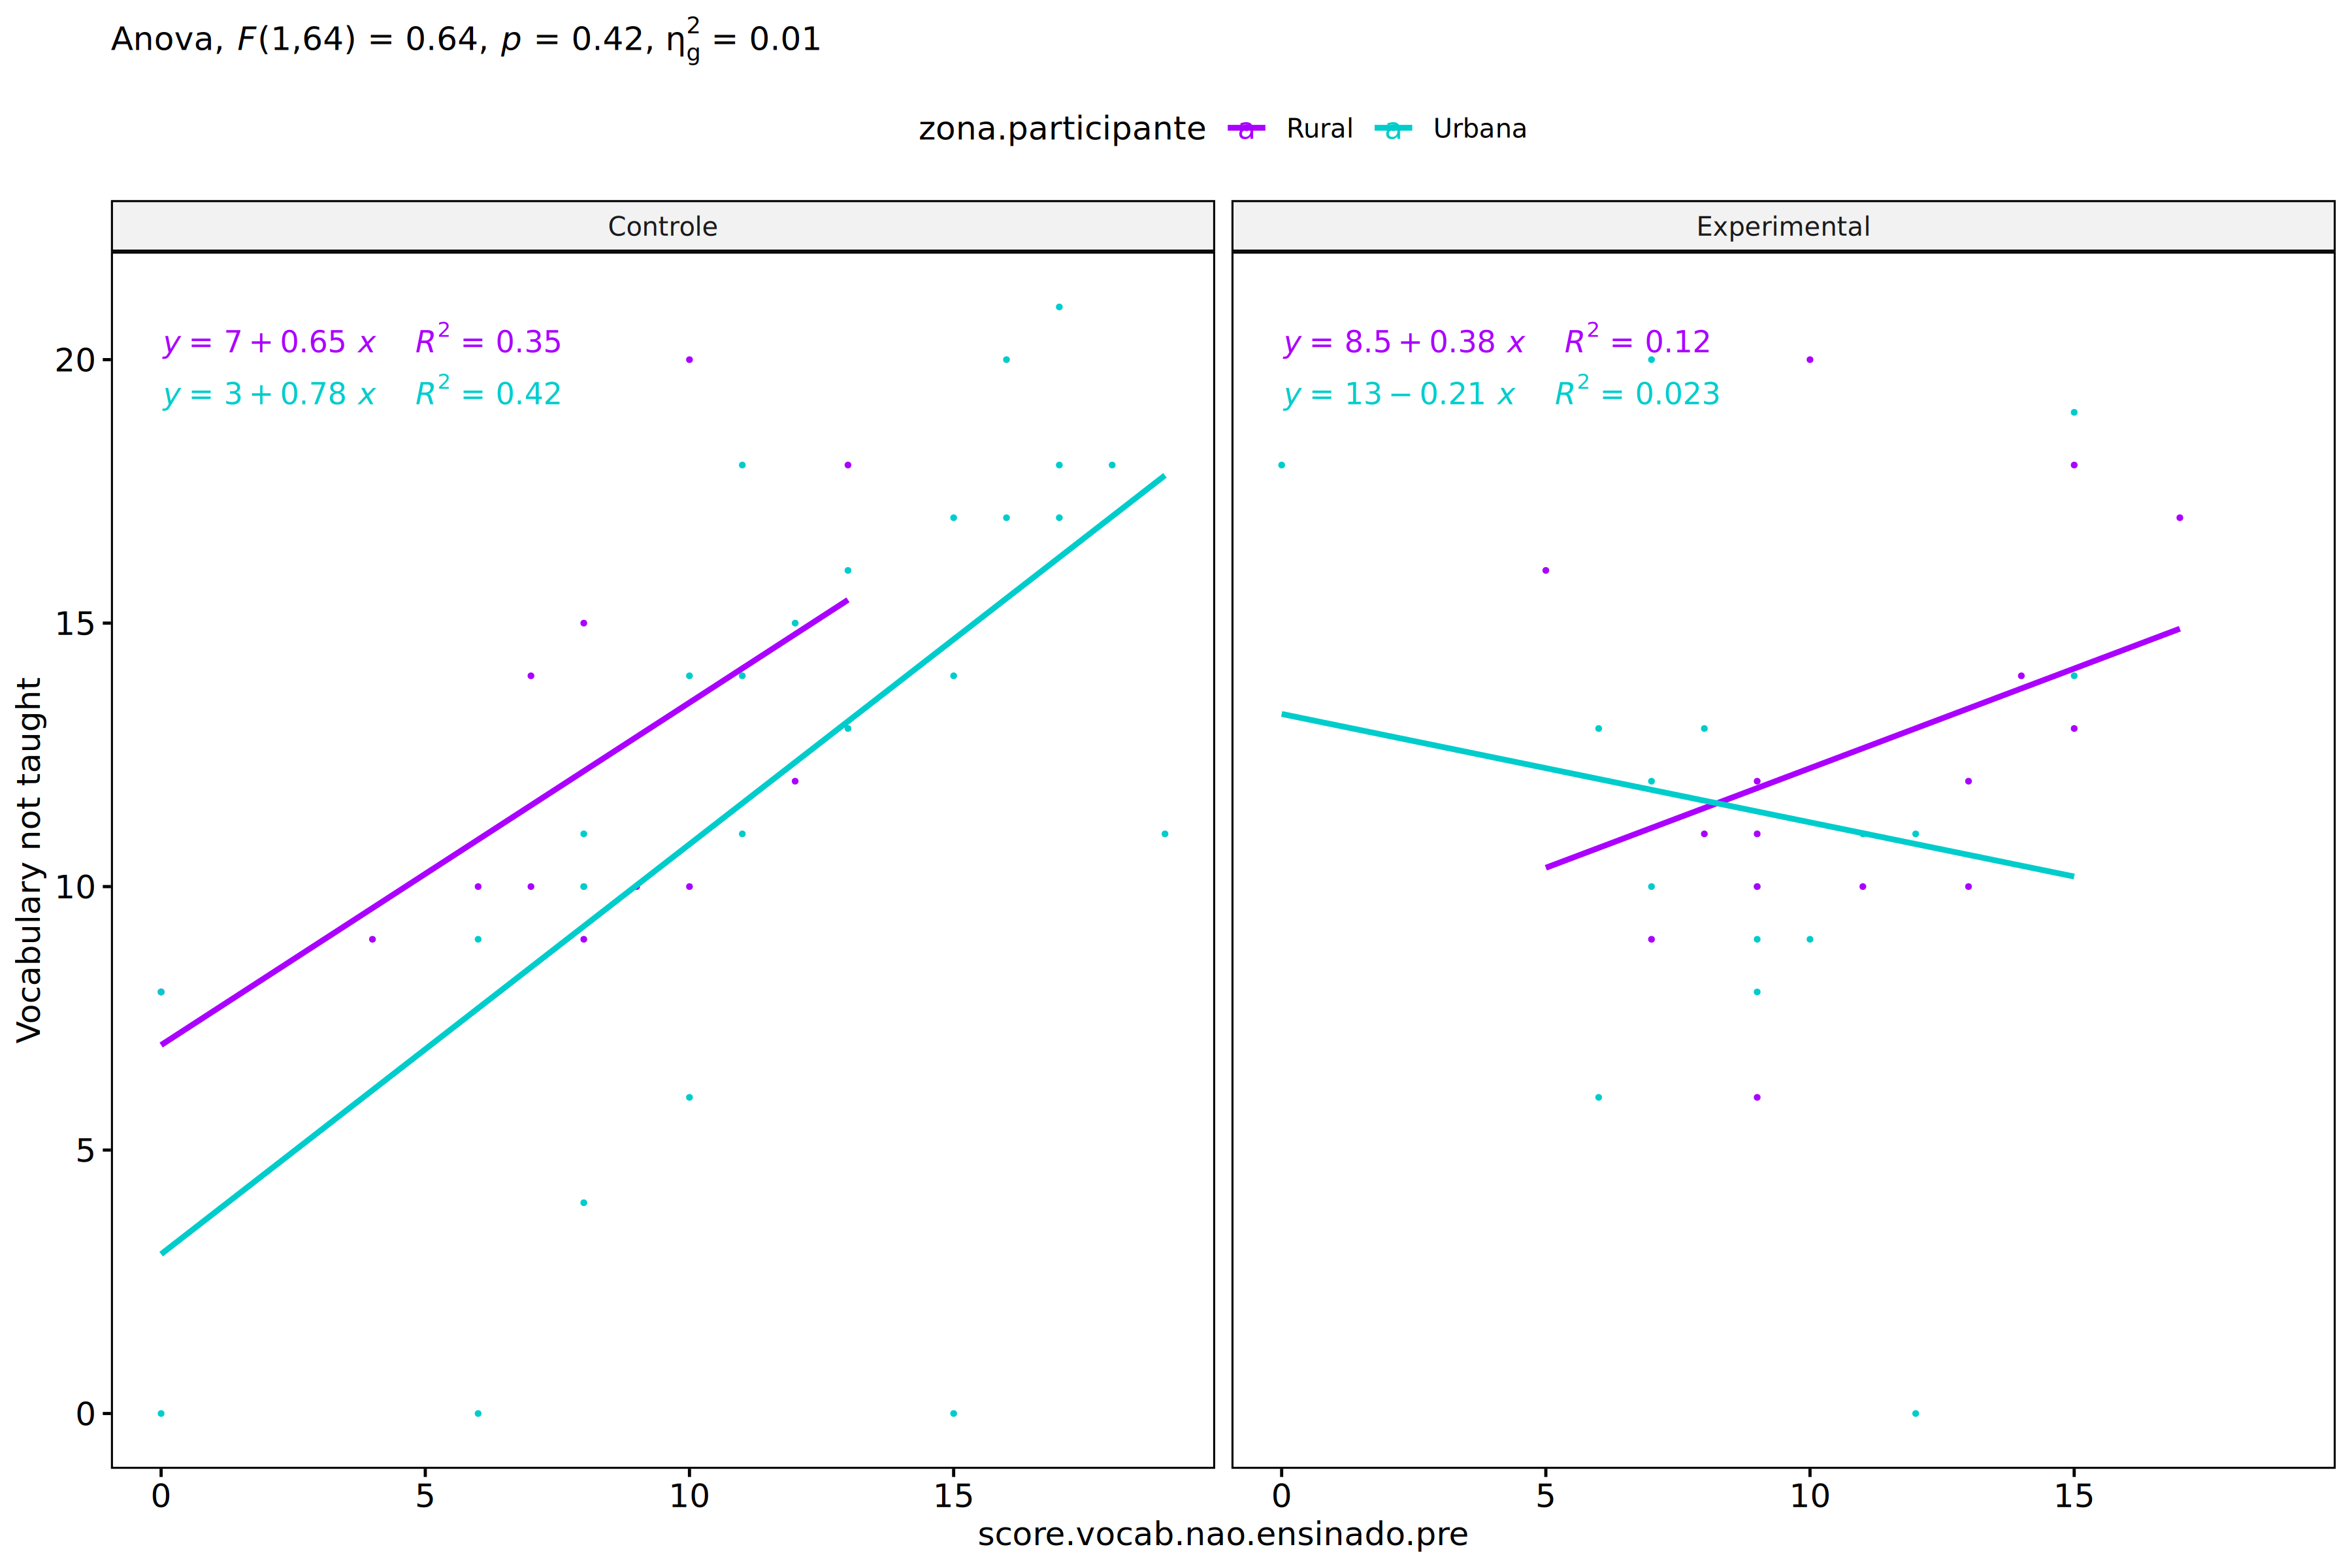 Anova, F(1,64) = 0.64, p = 0.42, η²g = 0.01
zona.participante a Rural a Urbana
Controle
Experimental
y = 7 + 0.65 x R² = 0.35
y = 3 + 0.78 x R² = 0.42
y = 8.5 + 0.38 x R² = 0.12
y = 13 − 0.21 x R² = 0.023
Vocabulary not taught
20
15
10
5
0
0 5 10 15
0 5 10 15
score.vocab.nao.ensinado.pre